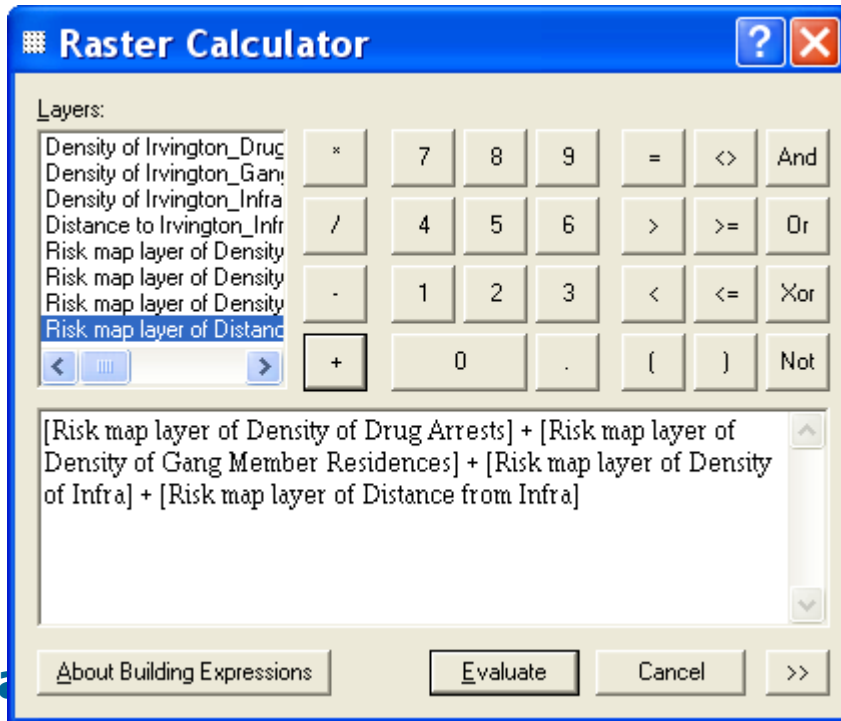 Raster Calculator
?
Layers:
Density of Irvington_Drug
Density of Irvington_Gang
Density of Irvington_Infra
Distance to Irvington_Infr
Risk map layer of Density
Risk map layer of Density
Risk map layer of Density
Risk map layer of Distanc
* 7 8 9 = <> And
/ 4 5 6 > >= Or
- 1 2 3 < <= Xor
+ 0 . ( ) Not
[Risk map layer of Density of Drug Arrests] + [Risk map layer of
Density of Gang Member Residences] + [Risk map layer of Density
of Infra] + [Risk map layer of Distance from Infra]
About Building Expressions Evaluate Cancel >>